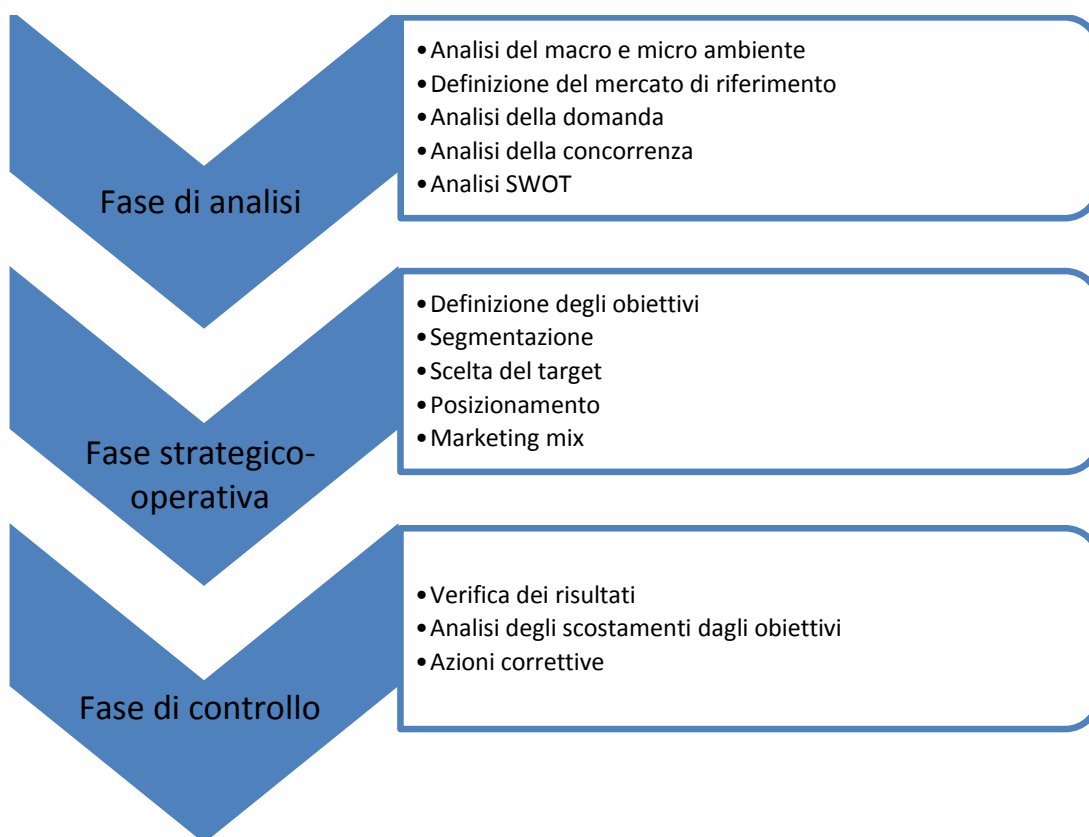 •Analisi del macro e micro ambiente
•Definizione del mercato di riferimento
•Analisi della domanda
•Analisi della concorrenza
•Analisi SWOT
Fase di analisi
•Definizione degli obiettivi
•Segmentazione
•Scelta del target
•Posizionamento
•Marketing mix
Fase strategico-
operativa
•Verifica dei risultati
•Analisi degli scostamenti dagli obiettivi
•Azioni correttive
Fase di controllo